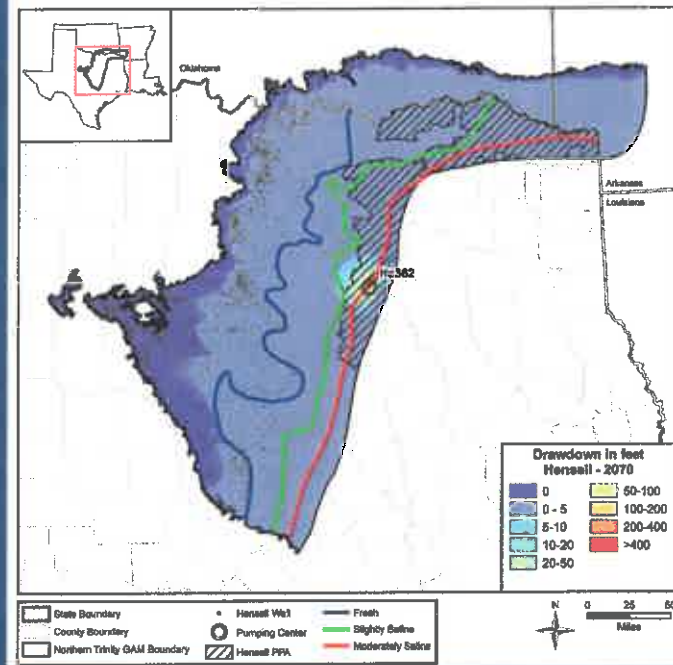 Oklahoma
Arkansas
Louisiana
Drawdown in feet
Hensell - 2070
0
0 - 5
5-10
10-20
20-50
50-100
100-200
200-400
>400
State Boundary
County Boundary
Northern Trinity GAM Boundary
Hensell Well
Pumping Center
Hensell PPA
Fresh
Slightly Saline
Moderately Saline
N
0 25 50
Miles